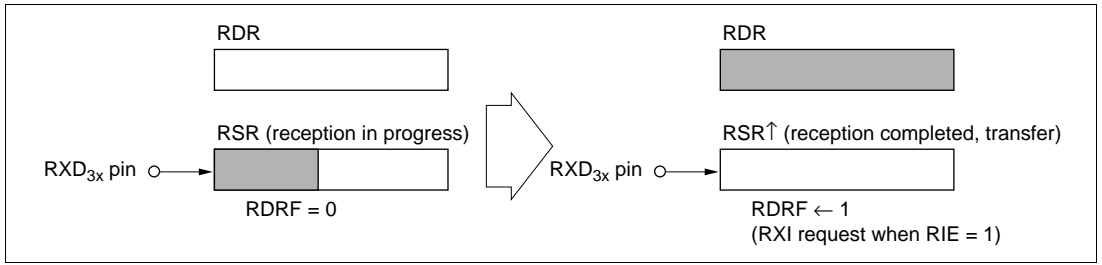 RDR
RSR (reception in progress)
RXD3x pin
RDRF = 0
RDR
RSR↑ (reception completed, transfer)
RXD3x pin
RDRF ← 1
(RXI request when RIE = 1)